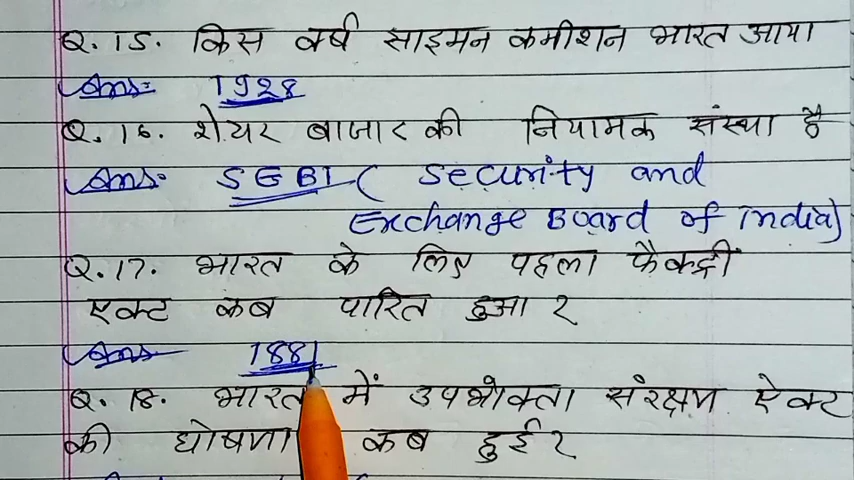 Q. 15. किस वर्ष साइमन कमीशन भारत आया
Ans: 1928
Q. 16. शेयर बाजार की नियामक संस्था है
Ans: SEBI ( Security and
Exchange Board of India)
Q. 17. भारत के लिए पहला फैक्ट्री
एक्ट कब पारित हुआ ?
Ans 1881
Q. 18. भारत में उपभोक्ता संरक्षण ऐक्ट
की घोषणा कब हुई ?